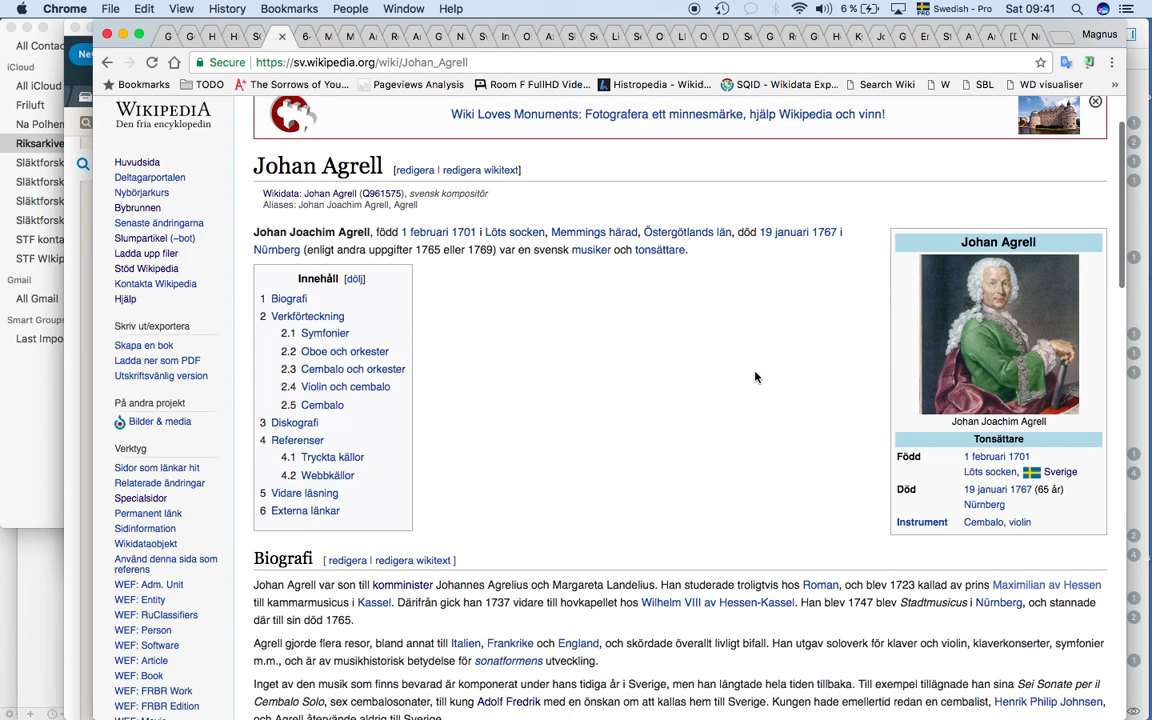 Chrome File Edit View History Bookmarks People Window Help 6 % Swedish - Pro Sat 09:41
Magnus
Secure https://sv.wikipedia.org/wiki/Johan_Agrell
Bookmarks TODO The Sorrows of You... Pageviews Analysis Room F FullHD Vide... Histropedia - Wikid... SQID - Wikidata Exp... Search Wiki W SBL WD visualiser »
All Contac
iCloud
All iCloud
Friluft
Na Polhem
Riksarkive
Släktforsk
Släktforsk
Släktforsk
Släktforsk
STF konta
STF WIkip
Gmail
All Gmail
Smart Groups
Last Impo
WIKIPEDIA
Den fria encyklopedin
Huvudsida
Deltagarportalen
Nybörjarkurs
Bybrunnen
Senaste ändringarna
Slumpartikel (–bot)
Ladda upp filer
Stöd Wikipedia
Kontakta Wikipedia
Hjälp
Skriv ut/exportera
Skapa en bok
Ladda ner som PDF
Utskriftsvänlig version
På andra projekt
Bilder & media
Verktyg
Sidor som länkar hit
Relaterade ändringar
Specialsidor
Permanent länk
Sidinformation
Wikidataobjekt
Använd denna sida som
referens
WEF: Adm. Unit
WEF: Entity
WEF: RuClassifiers
WEF: Person
WEF: Software
WEF: Article
WEF: Book
WEF: FRBR Work
WEF: FRBR Edition
Wiki Loves Monuments: Fotografera ett minnesmärke, hjälp Wikipedia och vinn!
Johan Agrell [redigera | redigera wikitext]
Wikidata: Johan Agrell (Q961575), svensk kompositör
Aliases: Johan Joachim Agrell, Agrell
Johan Joachim Agrell, född 1 februari 1701 i Löts socken, Memmings härad, Östergötlands län, död 19 januari 1767 i
Nürnberg (enligt andra uppgifter 1765 eller 1769) var en svensk musiker och tonsättare.
Innehåll [dölj]
1 Biografi
2 Verkförteckning
2.1 Symfonier
2.2 Oboe och orkester
2.3 Cembalo och orkester
2.4 Violin och cembalo
2.5 Cembalo
3 Diskografi
4 Referenser
4.1 Tryckta källor
4.2 Webbkällor
5 Vidare läsning
6 Externa länkar
Johan Agrell
Johan Joachim Agrell
Tonsättare
Född 1 februari 1701
Löts socken, Sverige
Död 19 januari 1767 (65 år)
Nürnberg
Instrument Cembalo, violin
Biografi [ redigera | redigera wikitext ]
Johan Agrell var son till komminister Johannes Agrelius och Margareta Landelius. Han studerade troligtvis hos Roman, och blev 1723 kallad av prins Maximilian av Hessen
till kammarmusicus i Kassel. Därifrån gick han 1737 vidare till hovkapellet hos Wilhelm VIII av Hessen-Kassel. Han blev 1747 blev Stadtmusicus i Nürnberg, och stannade
där till sin död 1765.
Agrell gjorde flera resor, bland annat till Italien, Frankrike och England, och skördade överallt livligt bifall. Han utgav soloverk för klaver och violin, klaverkonserter, symfonier
m.m., och är av musikhistorisk betydelse för sonatformens utveckling.
Inget av den musik som finns bevarad är komponerat under hans tidiga år i Sverige, men han längtade hela tiden tillbaka. Till exempel tillägnade han sina Sei Sonate per il
Cembalo Solo, sex cembalosonater, till kung Adolf Fredrik med en önskan om att kallas hem till Sverige. Kungen hade emellertid redan en cembalist, Henrik Philip Johnsen,
och Agrell återvände aldrig till Sverige.